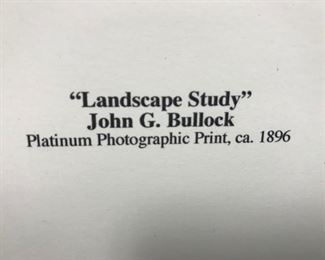 “Landscape Study”
John G. Bullock
Platinum Photographic Print, ca. 1896